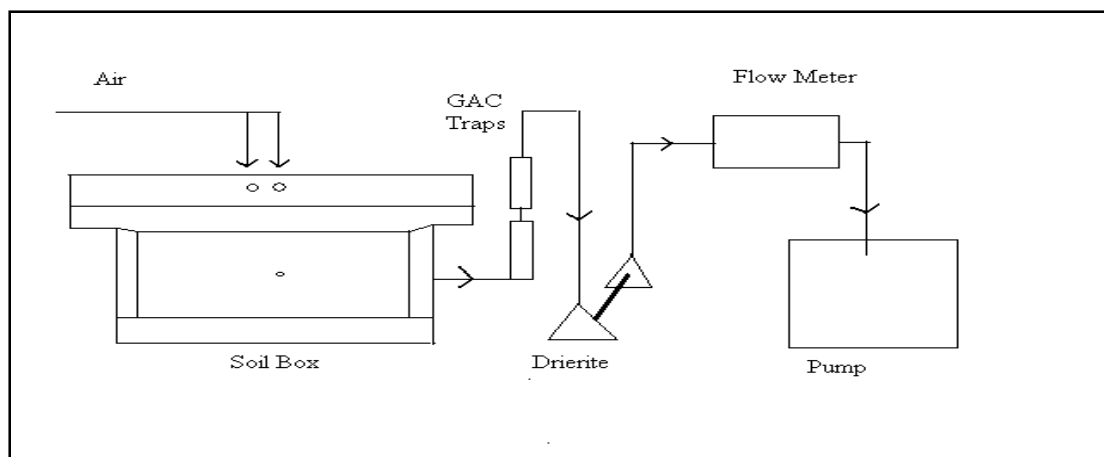 Air
GAC
Traps
Flow Meter
Soil Box
Drierite
Pump